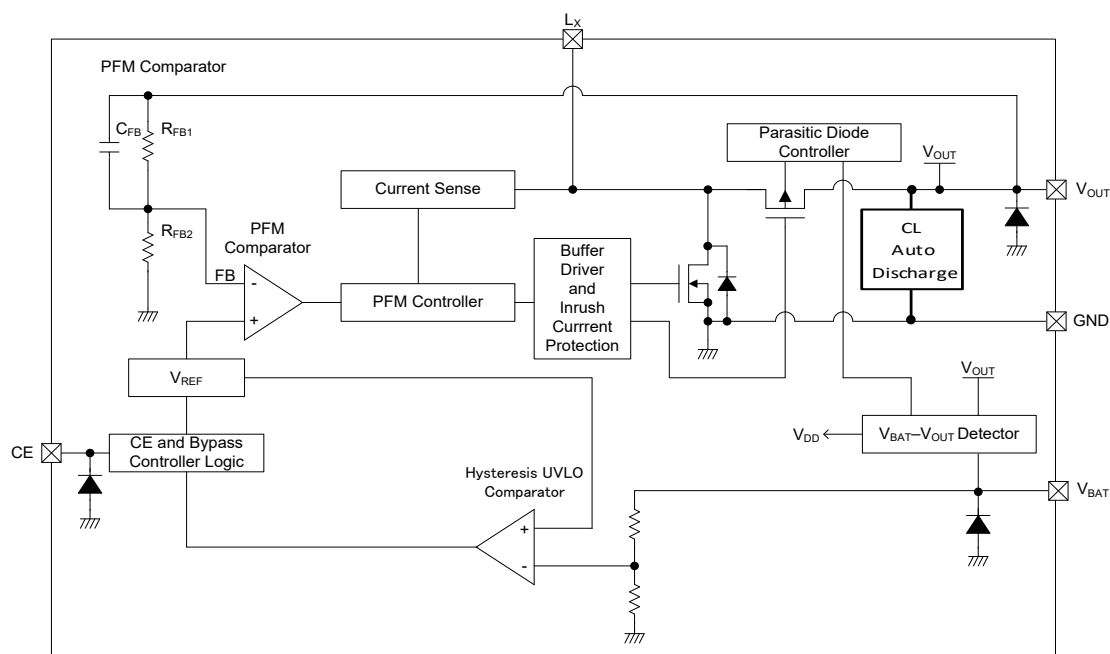 LX
PFM Comparator
CFB
RFB1
Parasitic Diode
Controller
VOUT
Current Sense
VOUT
RFB2
PFM
Comparator
CL
Auto
Discharge
Buffer
Driver
and
Inrush
Currrent
Protection
FB
-
PFM Controller
+
GND
VREF
VOUT
CE
CE and Bypass
Controller Logic
VDD
VBAT–VOUT Detector
Hysteresis UVLO
Comparator
VBAT
+
-